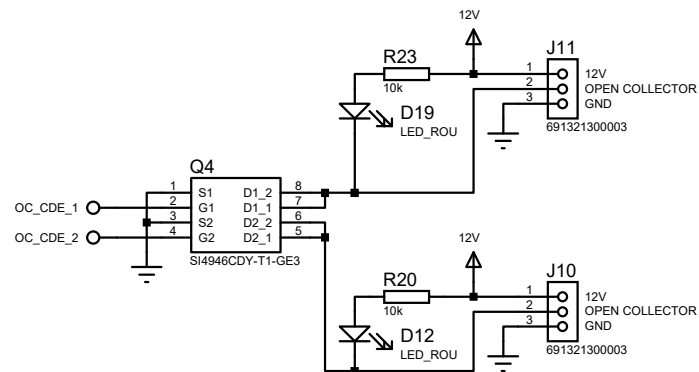 12V
J11
R23
1 12V
10k
2 OPEN COLLECTOR
3 GND
D19
LED_ROU
691321300003
Q4
1 S1 D1_2 8
OC_CDE_1
2 G1 D1_1 7
3 S2 D2_2 6
OC_CDE_2
4 G2 D2_1 5
SI4946CDY-T1-GE3
12V
J10
R20
1 12V
10k
2 OPEN COLLECTOR
3 GND
D12
LED_ROU
691321300003